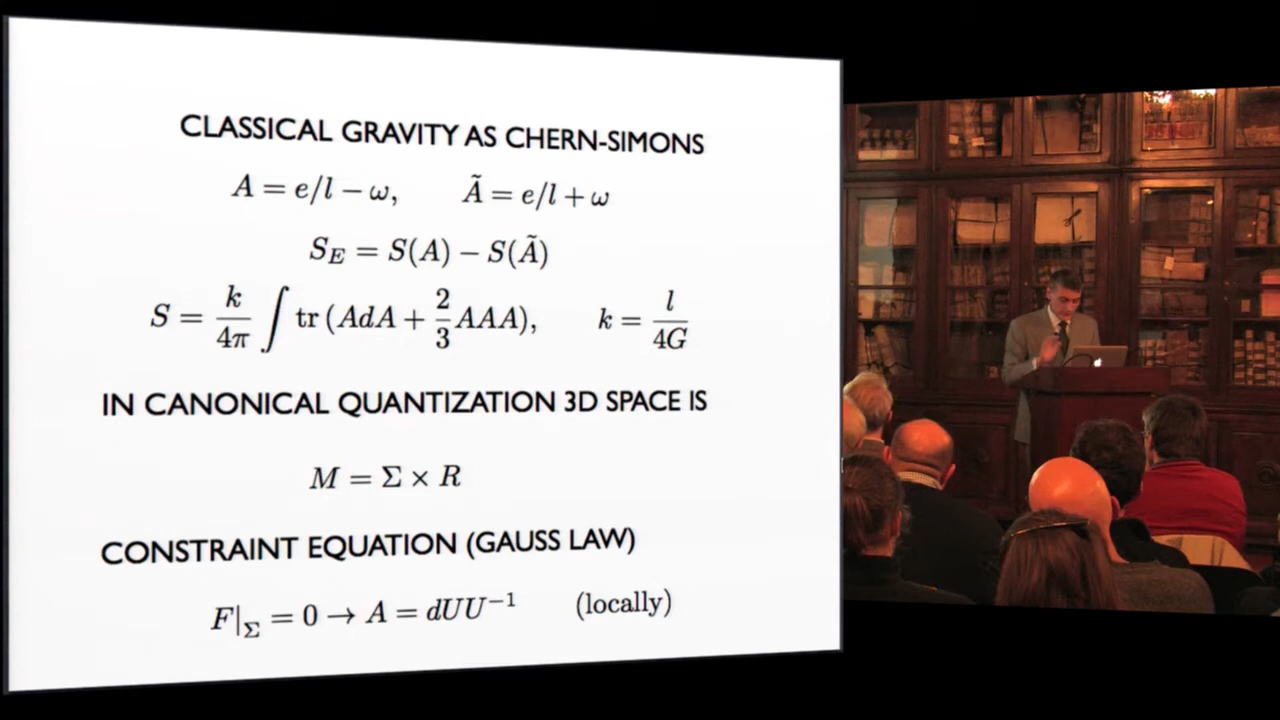 CLASSICAL GRAVITY AS CHERN-SIMONS
A = e/l − ω, Ã = e/l + ω
S_E = S(A) − S(Ã)
S = k/4π ∫ tr (AdA + 2/3 AAA), k = l/4G
IN CANONICAL QUANTIZATION 3D SPACE IS
M = Σ × R
CONSTRAINT EQUATION (GAUSS LAW)
F|_Σ = 0 → A = dUU⁻¹ (locally)